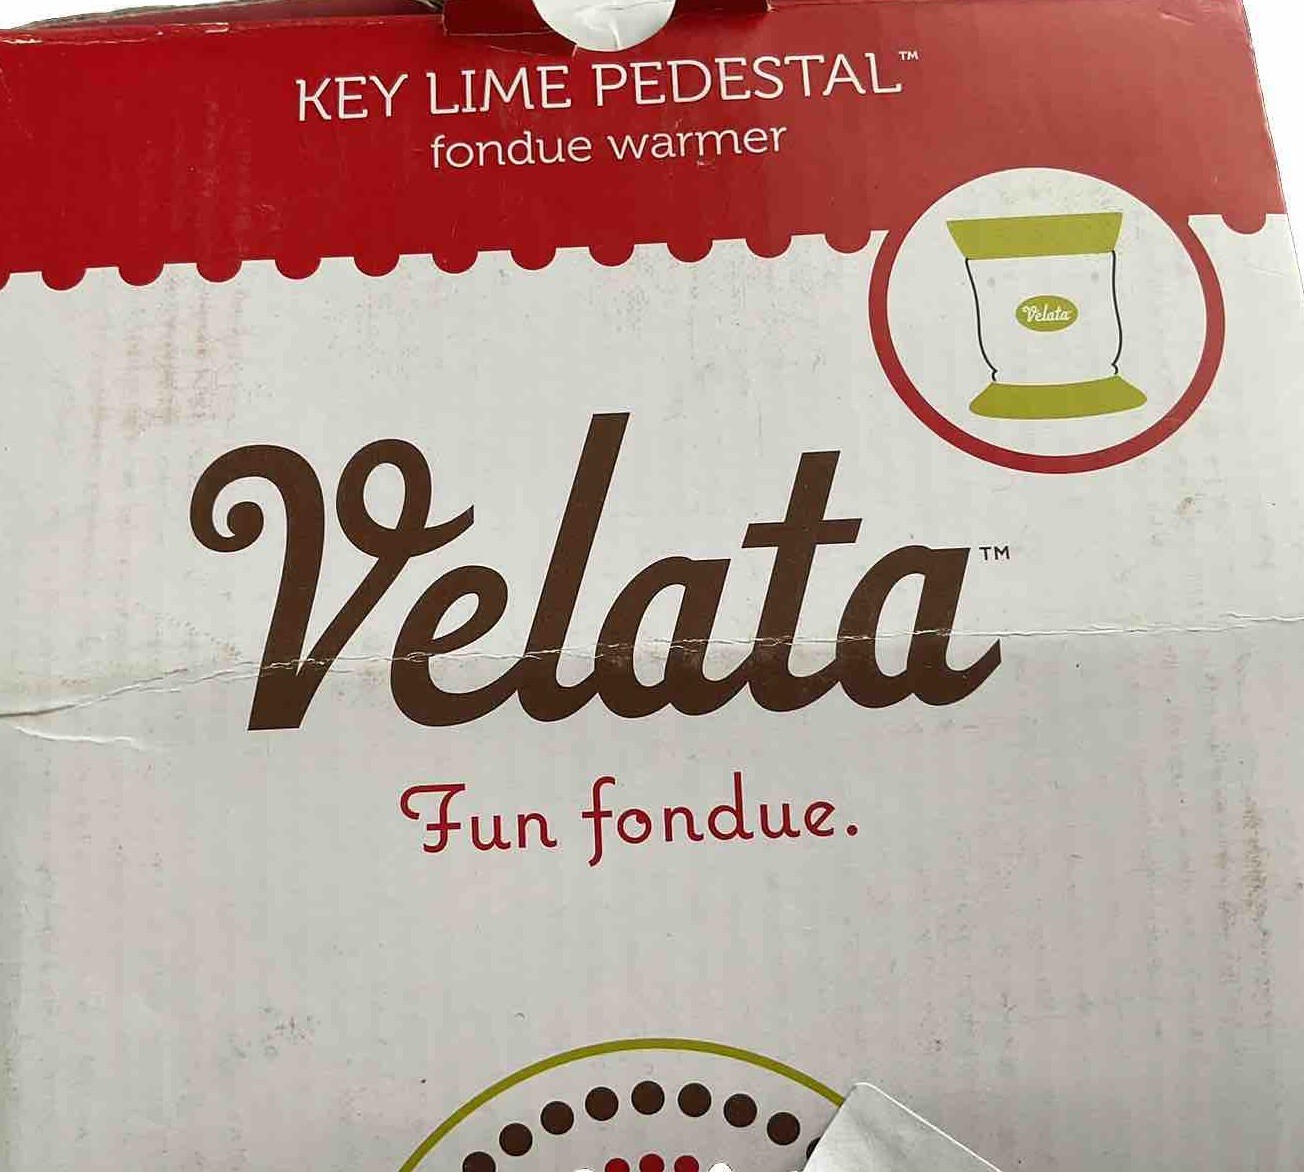 KEY LIME PEDESTAL™
fondue warmer
Velata
Velata™
Fun fondue.